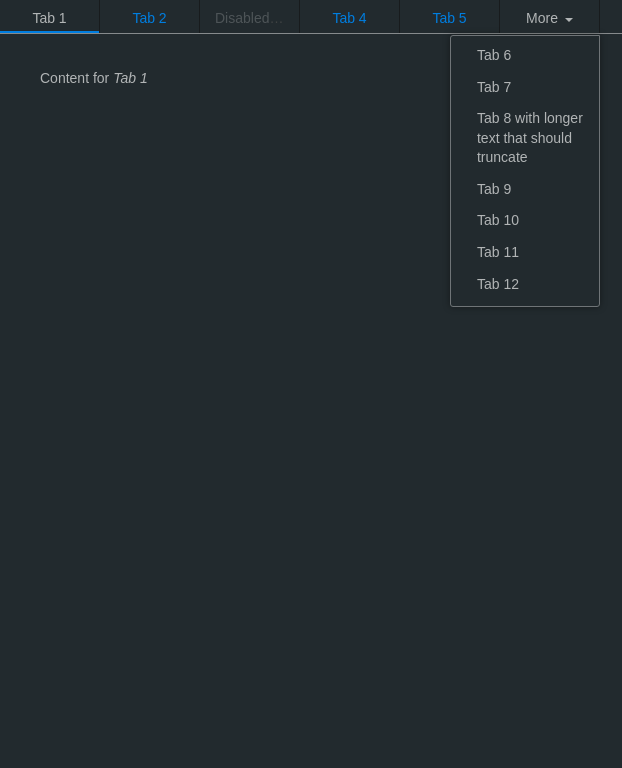 Tab 1 Tab 2 Disabled… Tab 4 Tab 5 More
Content for Tab 1
Tab 6
Tab 7
Tab 8 with longer
text that should
truncate
Tab 9
Tab 10
Tab 11
Tab 12